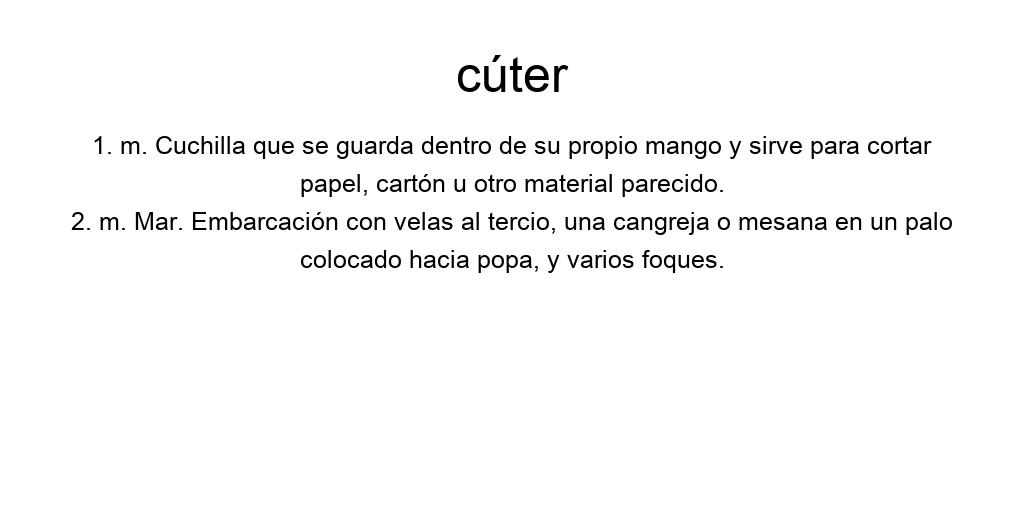 cúter
1. m. Cuchilla que se guarda dentro de su propio mango y sirve para cortar
papel, cartón u otro material parecido.
2. m. Mar. Embarcación con velas al tercio, una cangreja o mesana en un palo
colocado hacia popa, y varios foques.